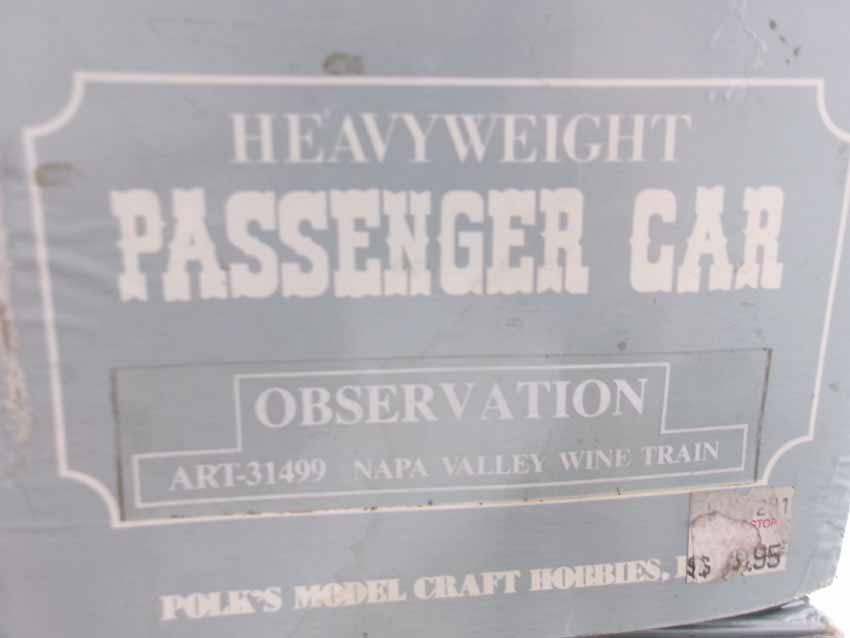 HEAVYWEIGHT
PASSENGER CAR
OBSERVATION
ART-31499 NAPA VALLEY WINE TRAIN
POLK'S MODEL CRAFT HOBBIES,